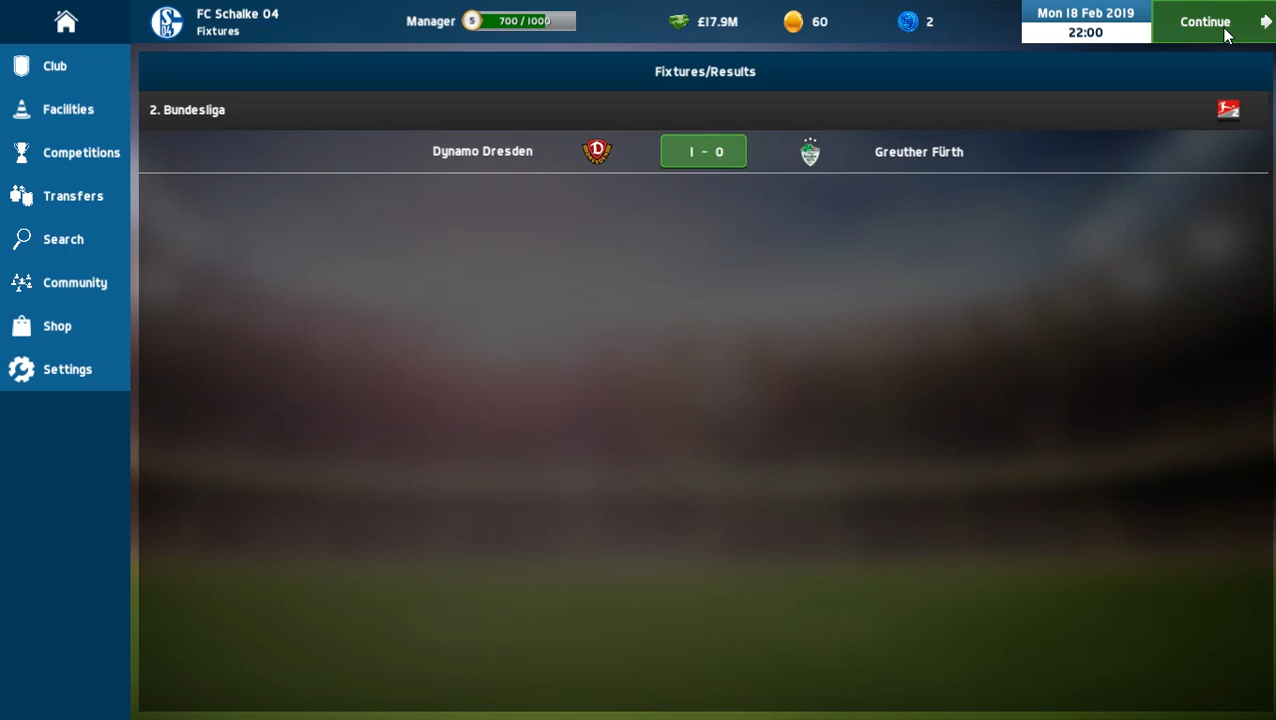 FC Schalke 04
Fixtures
Manager 5 700 / 1000
£17.9M
60
2
Mon 18 Feb 2019
22:00
Continue
Club
Facilities
Competitions
Transfers
Search
Community
Shop
Settings
Fixtures/Results
2. Bundesliga
Dynamo Dresden 1 - 0 Greuther Fürth